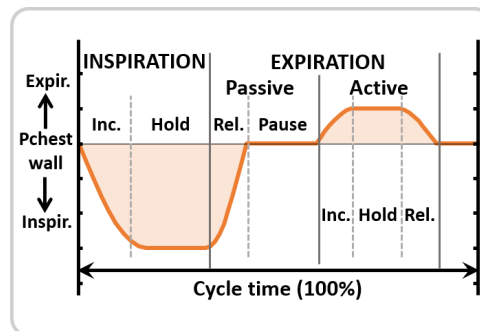 INSPIRATION EXPIRATION
Expir. Passive Active
Inc. Hold Rel. Pause
Pchest
wall
Inspir. Inc. Hold Rel.
Cycle time (100%)